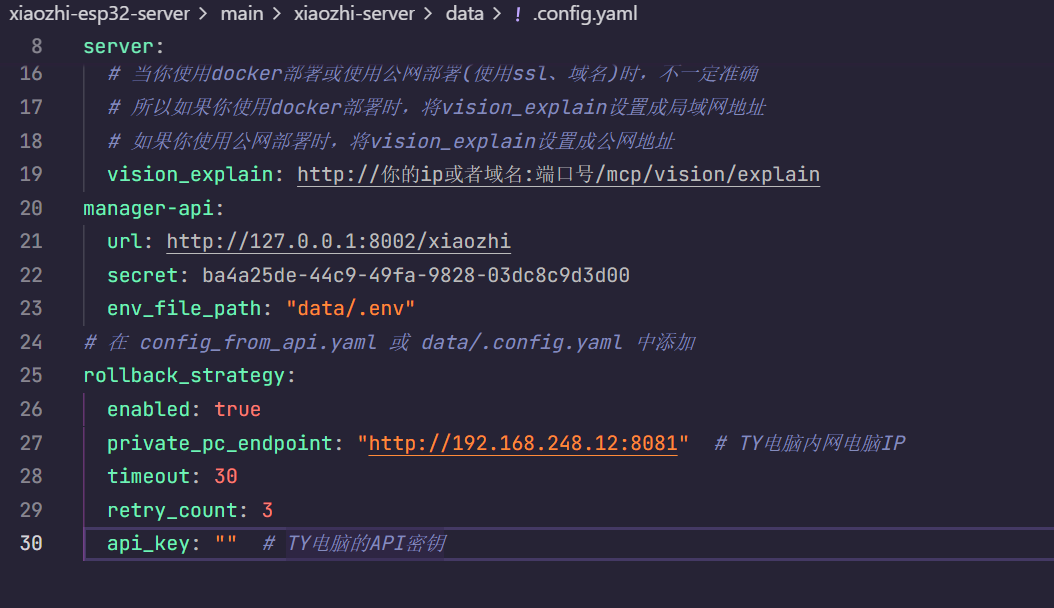 xiaozhi-esp32-server > main > xiaozhi-server > data > ! .config.yaml
8 server:
16 # 当你使用docker部署或使用公网部署(使用ssl、域名)时，不一定准确
17 # 所以如果你使用docker部署时，将vision_explain设置成局域网地址
18 # 如果你使用公网部署时，将vision_explain设置成公网地址
19 vision_explain: http://你的ip或者域名:端口号/mcp/vision/explain
20 manager-api:
21 url: http://127.0.0.1:8002/xiaozhi
22 secret: ba4a25de-44c9-49fa-9828-03dc8c9d3d00
23 env_file_path: "data/.env"
24 # 在 config_from_api.yaml 或 data/.config.yaml 中添加
25 rollback_strategy:
26 enabled: true
27 private_pc_endpoint: "http://192.168.248.12:8081" # TY电脑内网电脑IP
28 timeout: 30
29 retry_count: 3
30 api_key: "" # TY电脑的API密钥